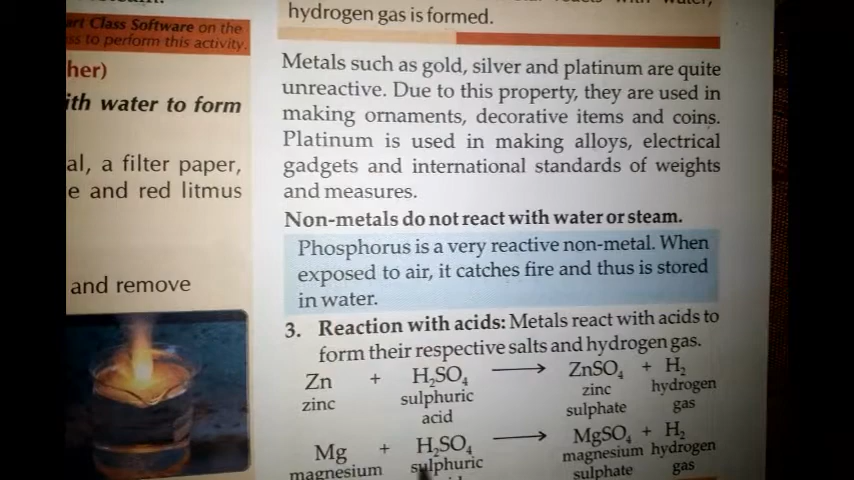 art Class Software on the
ss to perform this activity.
her)
ith water to form
al, a filter paper,
e and red litmus
and remove
hydrogen gas is formed.
Metals such as gold, silver and platinum are quite
unreactive. Due to this property, they are used in
making ornaments, decorative items and coins.
Platinum is used in making alloys, electrical
gadgets and international standards of weights
and measures.
Non-metals do not react with water or steam.
Phosphorus is a very reactive non-metal. When
exposed to air, it catches fire and thus is stored
in water.
3. Reaction with acids: Metals react with acids to
form their respective salts and hydrogen gas.
Zn + H₂SO₄ ⟶ ZnSO₄ + H₂
zinc sulphuric acid zinc sulphate hydrogen gas
Mg + H₂SO₄ ⟶ MgSO₄ + H₂
magnesium sulphuric magnesium sulphate hydrogen gas